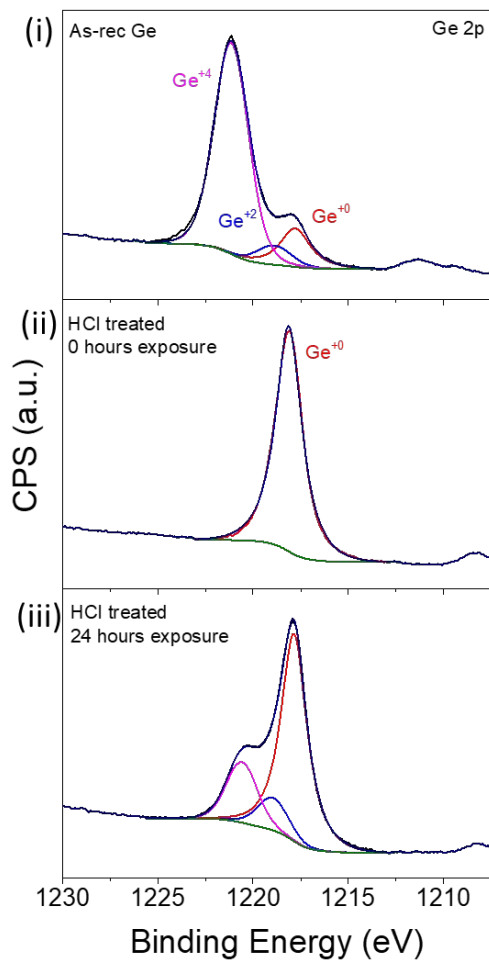 (i) As-rec Ge Ge 2p
Ge+4
Ge+2 Ge+0
(ii) HCl treated
0 hours exposure
Ge+0
(iii) HCl treated
24 hours exposure
CPS (a.u.)
1230 1225 1220 1215 1210
Binding Energy (eV)